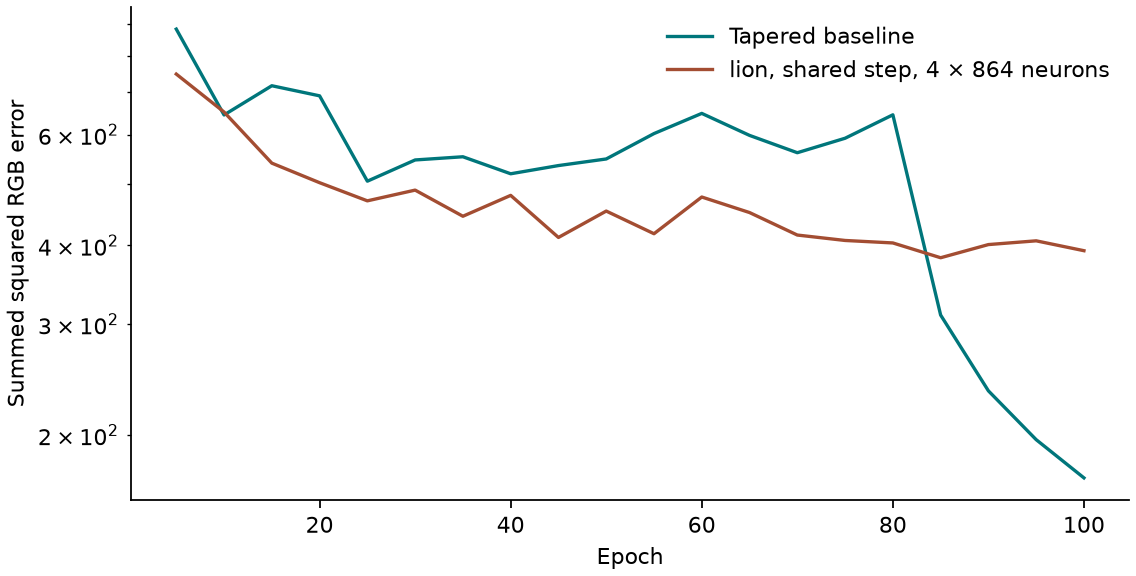 Tapered baseline
lion, shared step, 4 × 864 neurons
Summed squared RGB error
6 × 10²
4 × 10²
3 × 10²
2 × 10²
20 40 60 80 100
Epoch